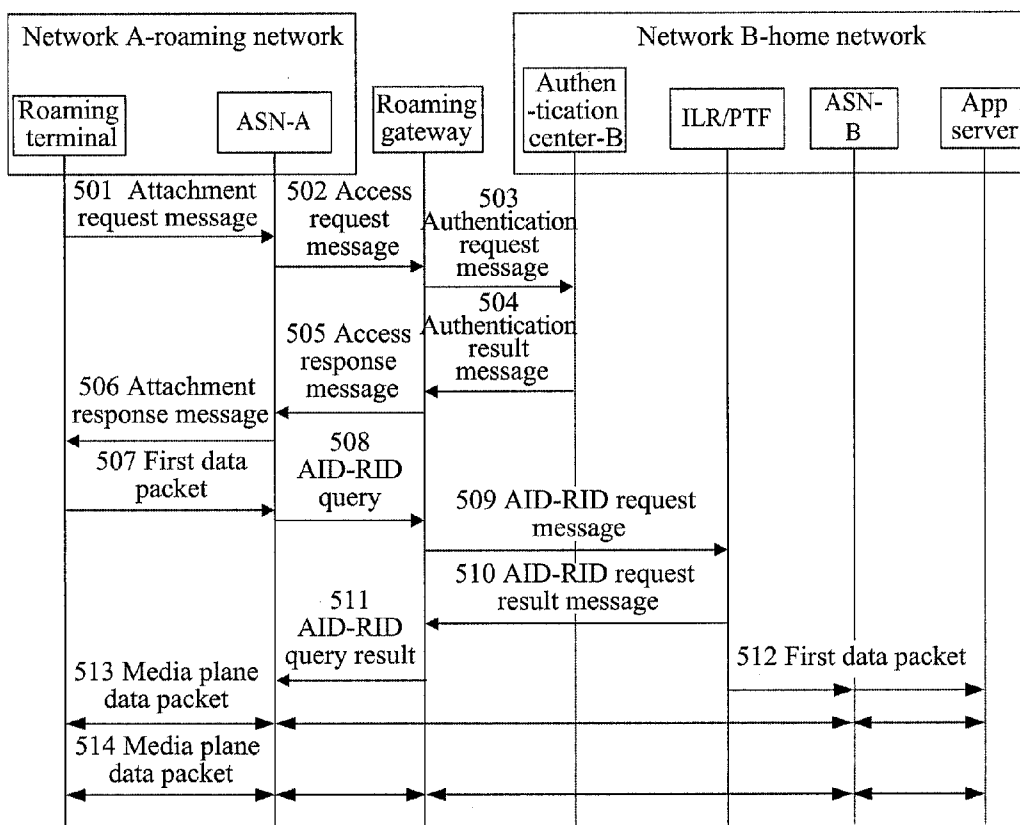 Network A-roaming network
Network B-home network
Roaming
terminal
ASN-A
Roaming
gateway
Authen
-tication
center-B
ILR/PTF
ASN-
B
App
server
501 Attachment
request message
502 Access
request
message
503
Authentication
request
message
504
Authentication
result
message
505 Access
response
message
506 Attachment
response message
507 First data
packet
508
AID-RID
query
509 AID-RID request
message
510 AID-RID request
result message
511
AID-RID
query result
512 First data packet
513 Media plane
data packet
514 Media plane
data packet